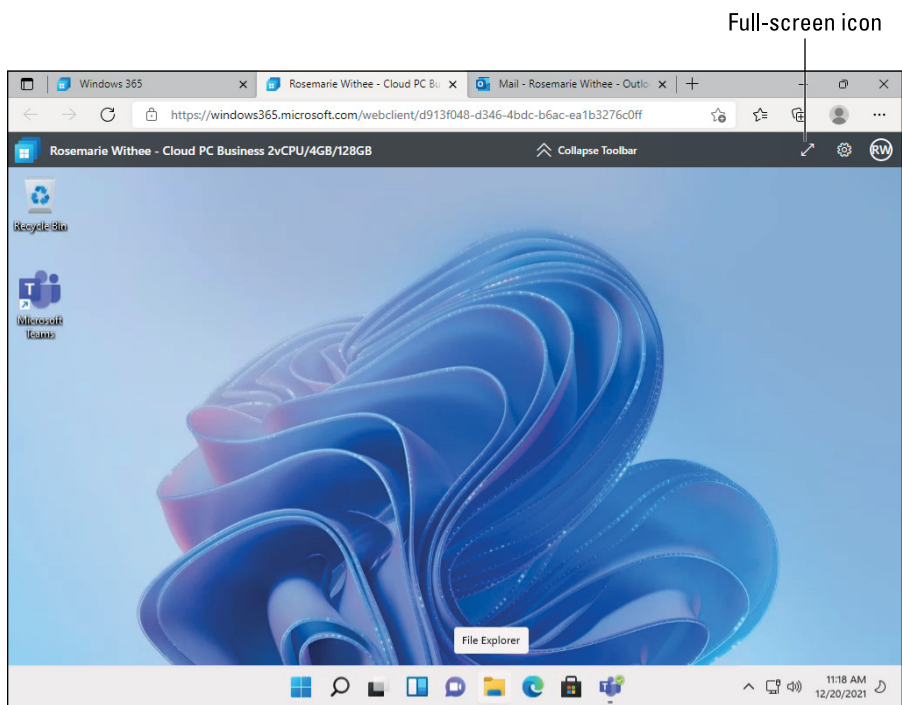 Full-screen icon
Windows 365
Rosemarie Withee - Cloud PC Bu
Mail - Rosemarie Withee - Outlo
https://windows365.microsoft.com/webclient/d913f048-d346-4bdc-b6ac-ea1b3276c0ff
Rosemarie Withee - Cloud PC Business 2vCPU/4GB/128GB
Collapse Toolbar
RW
Recycle Bin
T
Microsoft
Teams
File Explorer
11:18 AM
12/20/2021